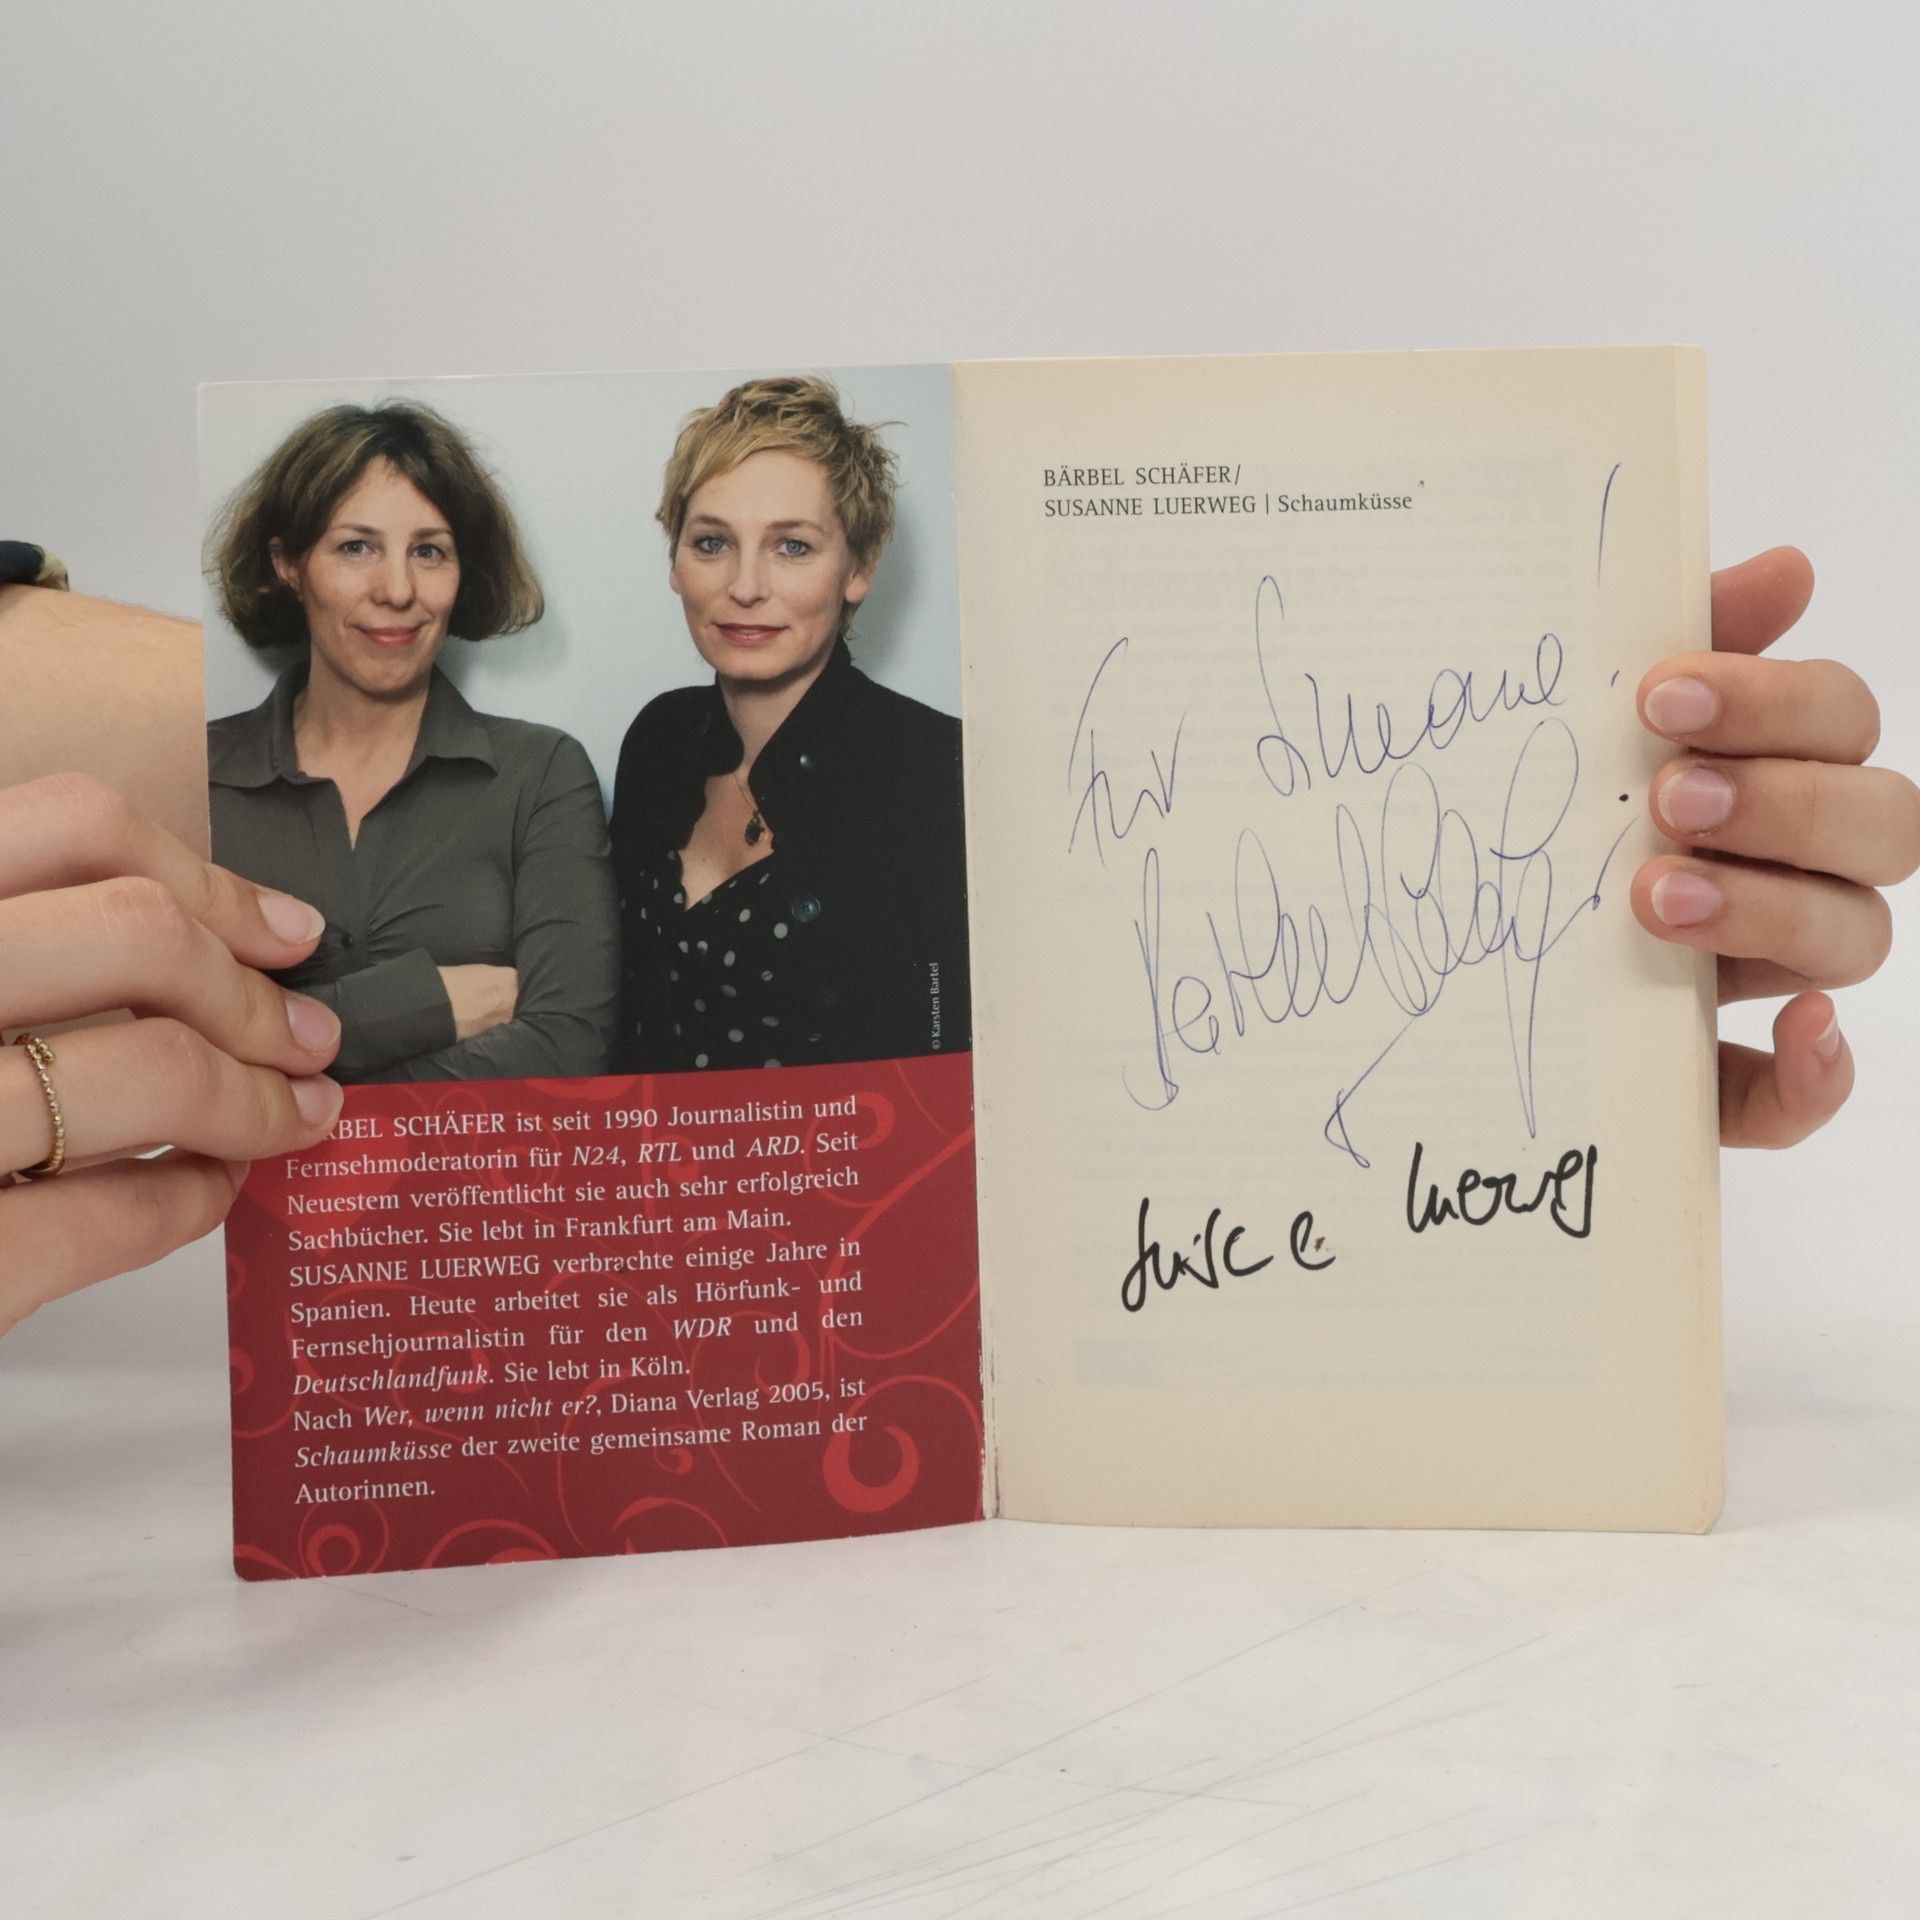 © Karsten Bartel
BEL SCHÄFER ist seit 1990 Journalistin und
Fernsehmoderatorin für N24, RTL und ARD. Seit
Neuestem veröffentlicht sie auch sehr erfolgreich
Sachbücher. Sie lebt in Frankfurt am Main.
SUSANNE LUERWEG verbrachte einige Jahre in
Spanien. Heute arbeitet sie als Hörfunk- und
Fernsehjournalistin für den WDR und den
Deutschlandfunk. Sie lebt in Köln.
Nach Wer, wenn nicht er?, Diana Verlag 2005, ist
Schaumküsse der zweite gemeinsame Roman der
Autorinnen.
BÄRBEL SCHÄFER/
SUSANNE LUERWEG | Schaumküsse
Für Simone!
Luerweg